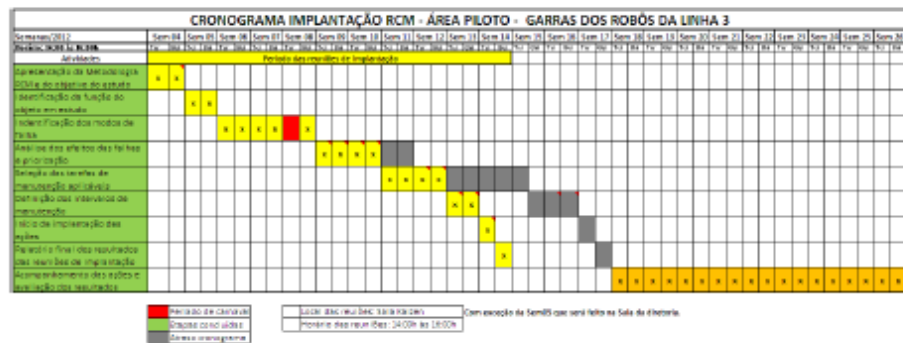 CRONOGRAMA IMPLANTAÇÃO RCM - ÁREA PILOTO - GARRAS DOS ROBÔS DA LINHA 3
Semanas/2012 Sem 04 Sem 05 Sem 06 Sem 07 Sem 08 Sem 09 Sem 10 Sem 11 Sem 12 Sem 13 Sem 14 Sem 15 Sem 16 Sem 17 Sem 18 Sem 19 Sem 20 Sem 21 Sem 22 Sem 23 Sem 24 Sem 25 Sem 26
Atividades Período das reuniões de implantação
Apresentação da Metodologia
RCM e do objetivo do estudo x x
Identificação da função do
objeto em estudo x x
Indentificação dos modos de
falha x x x x x
Análise dos efeitos das falhas
e priorização x x x x
Seleção das tarefas de
manutenção aplicáveis x x x x
Definição dos intervalos de
manutenção x x
Início de implantação das
ações x
Relatório final dos resultados
das reuniões de implantação x
Acompanhamento das ações e
avaliação dos resultados x x x x x x x x x x x x x x x x x x
Período de carnaval
Etapas concluídas
Atraso cronograma
Local das reuniões: Sala Kaizen
Horário das reuniões: 14:00h às 16:00h
Com exceção da Sem05 que será feito na Sala da diretoria.